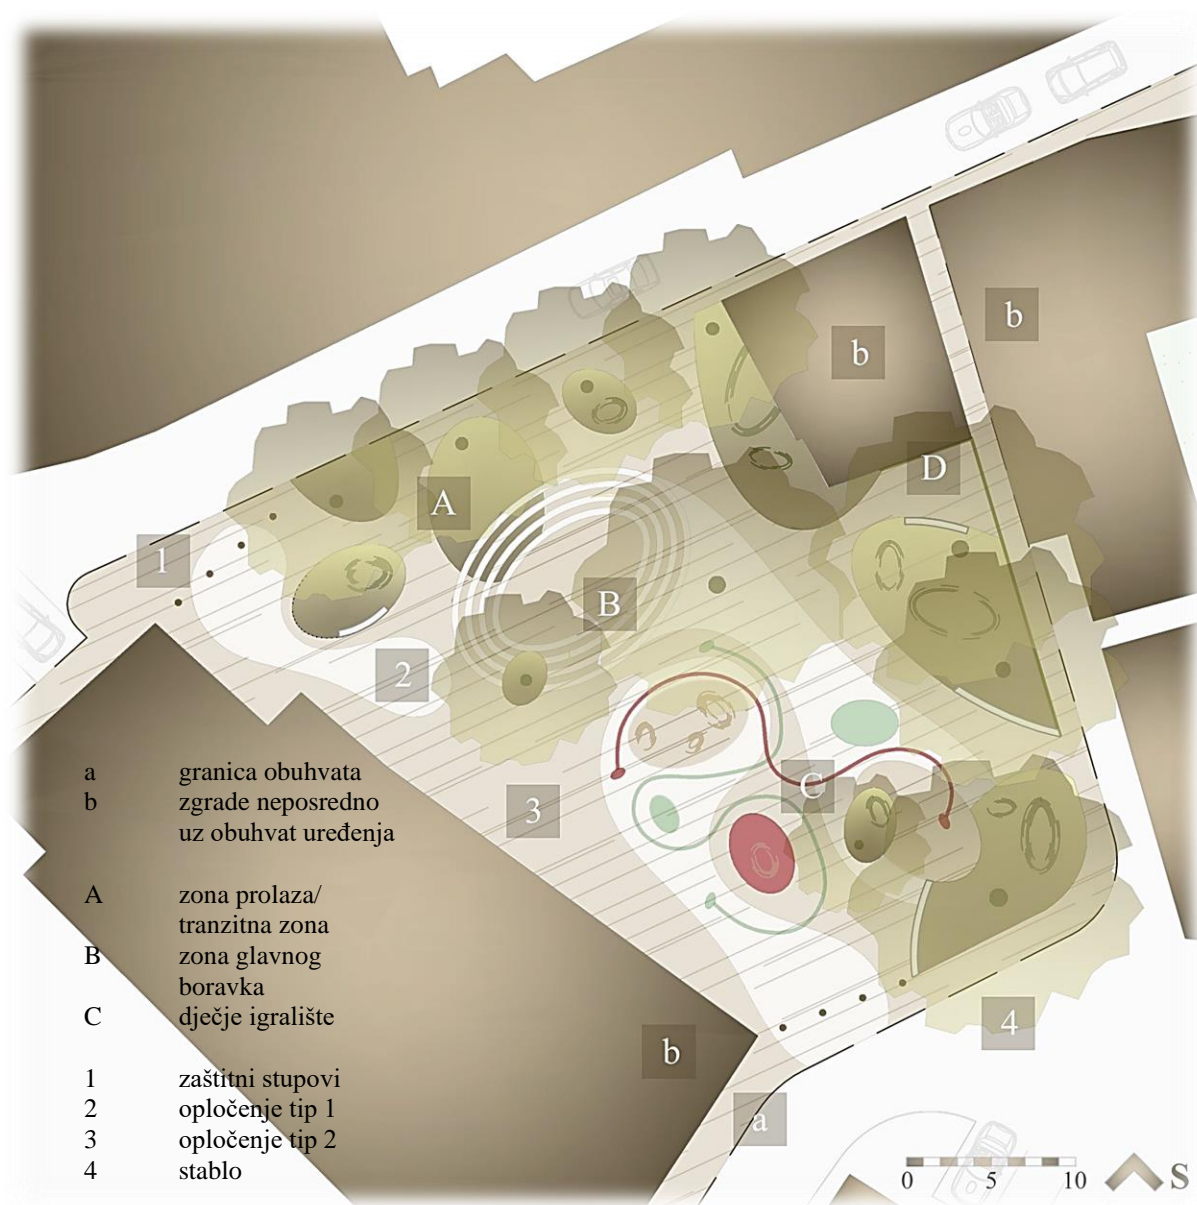 b
b
D
A
1
B
2
C
3
a granica obuhvata
b zgrade neposredno
uz obuhvat uređenja
A zona prolaza/
tranzitna zona
B zona glavnog
boravka
C dječje igralište
1 zaštitni stupovi
2 opločenje tip 1
3 opločenje tip 2
4 stablo
4
b
a
0 5 10 S